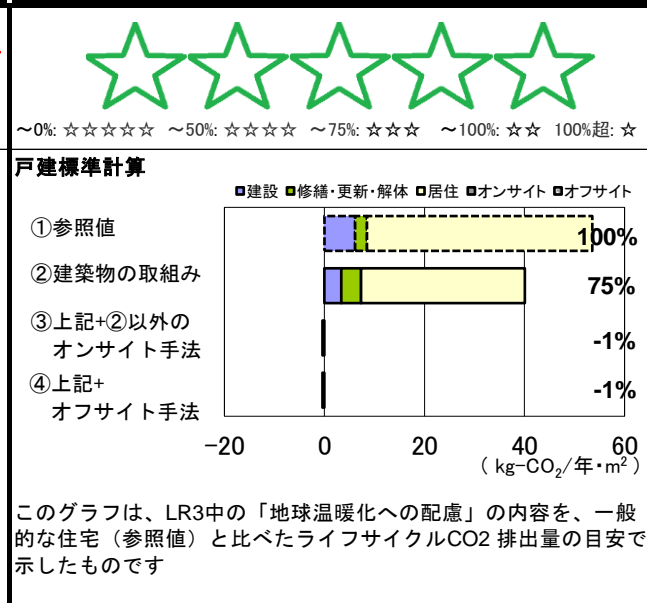 ～0%: ☆☆☆☆☆ ～50%: ☆☆☆☆ ～75%: ☆☆☆ ～100%: ☆☆ 100%超: ☆
戸建標準計算
■建設 ■修繕・更新・解体 □居住 ■オンサイト ■オフサイト
①参照値 100%
②建築物の取組み 75%
③上記+②以外の
オンサイト手法 -1%
④上記+
オフサイト手法 -1%
-20 0 20 40 60
( kg-CO₂/年・m² )
このグラフは、LR3中の「地球温暖化への配慮」の内容を、一般
的な住宅（参照値）と比べたライフサイクルCO2 排出量の目安で
示したものです